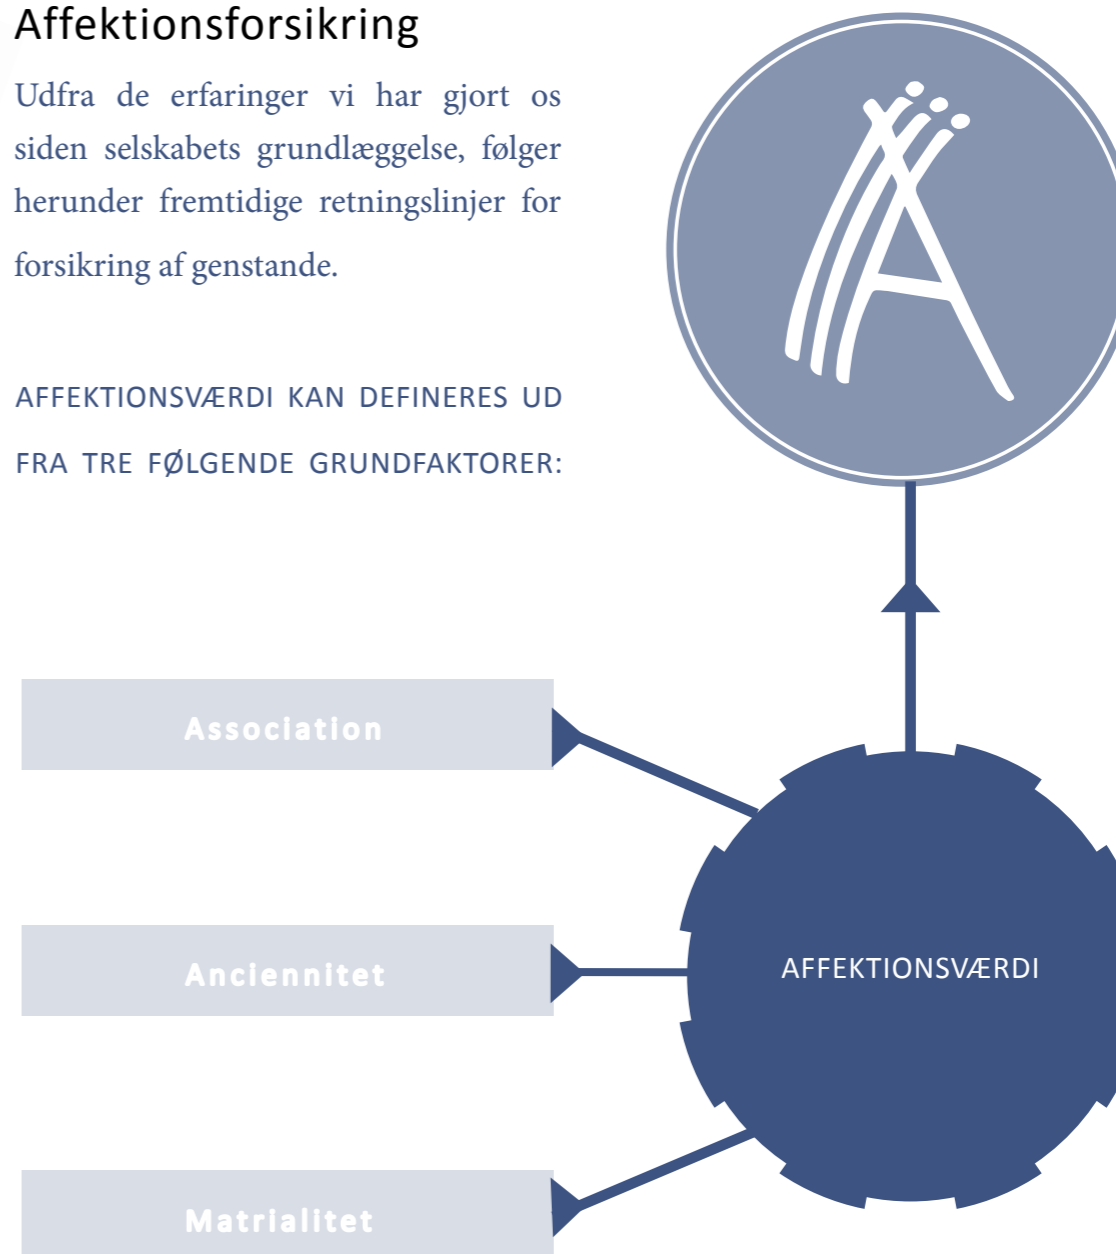 Affektionsforsikring
Udfra de erfaringer vi har gjort os
siden selskabets grundlæggelse, følger
herunder fremtidige retningslinjer for
forsikring af genstande.
AFFEKTIONSVÆRDI KAN DEFINERES UD
FRA TRE FØLGENDE GRUNDFAKTORER:
Association
Anciennitet
AFFEKTIONSVÆRDI
Matrialitet